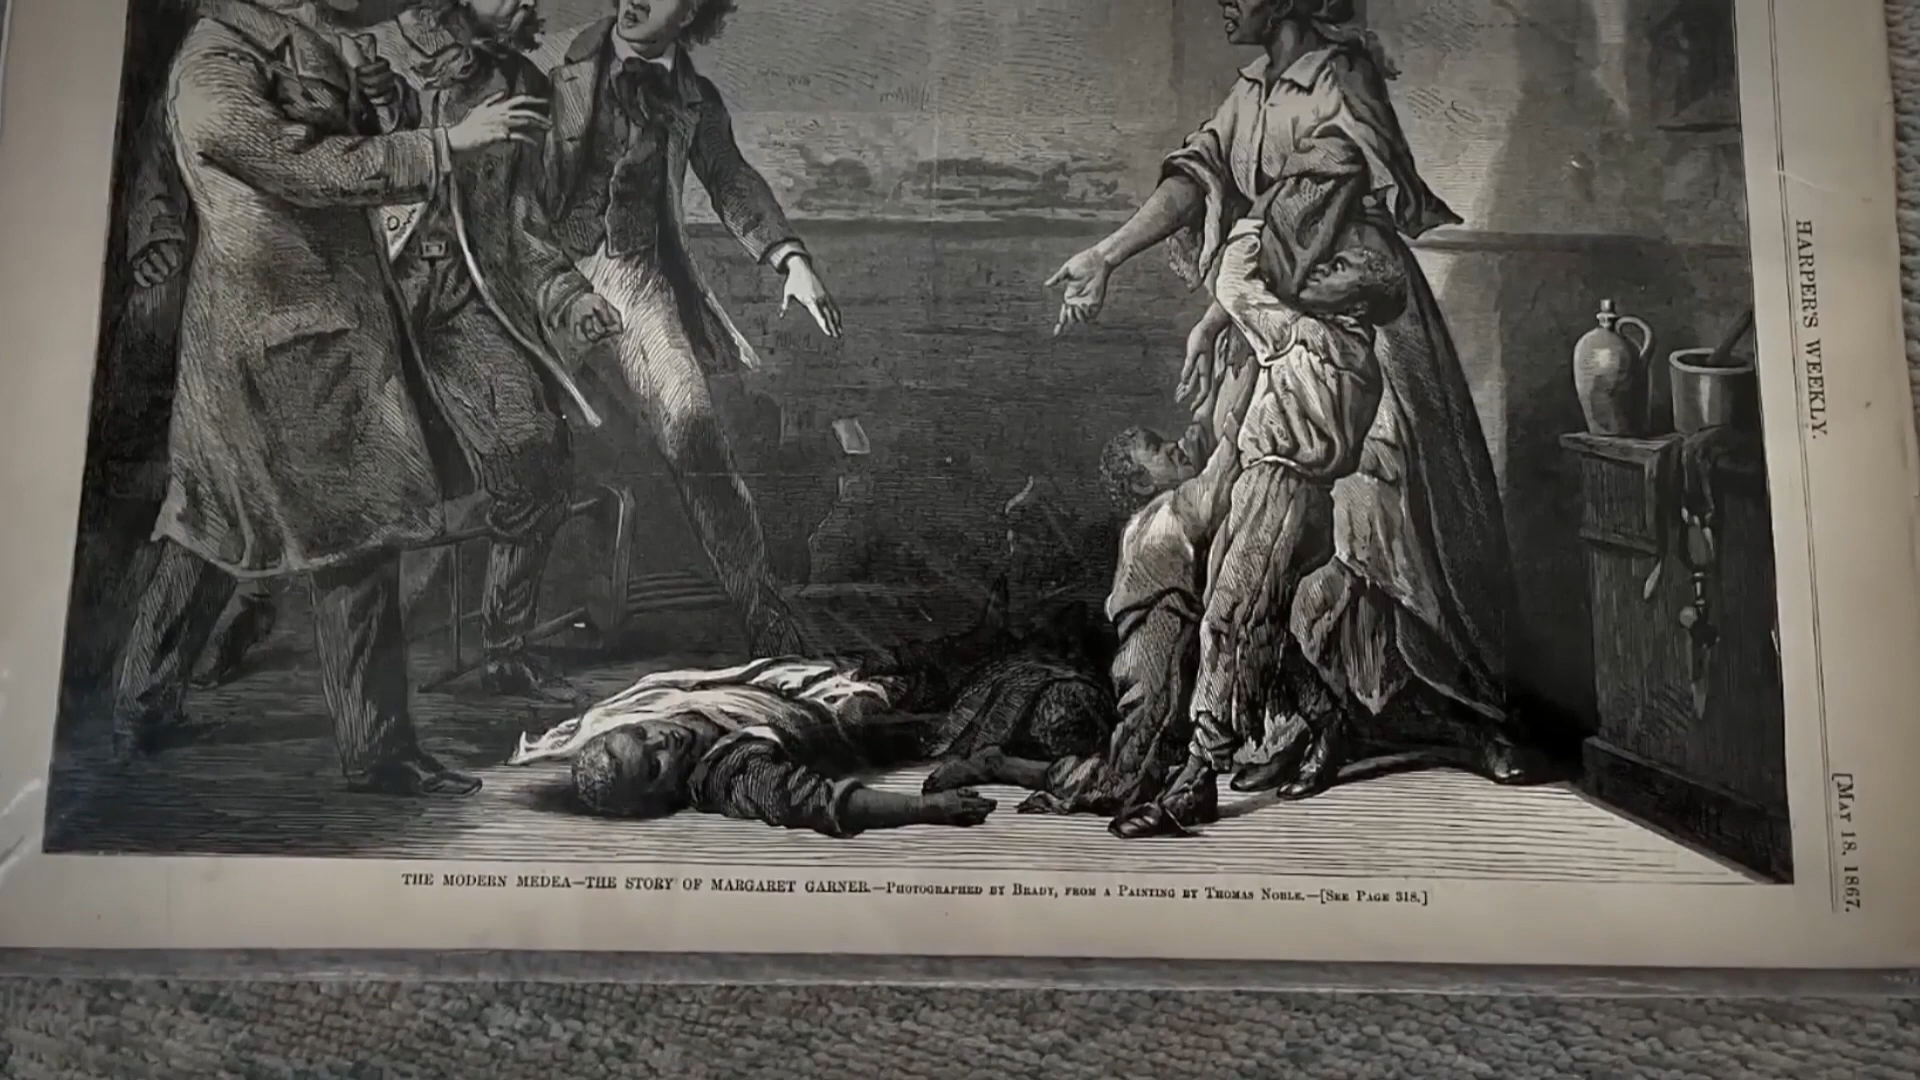 THE MODERN MEDEA—THE STORY OF MARGARET GARNER.—Photographed by Brady, from a Painting by Thomas Noble.—[See Page 318.]
HARPER'S WEEKLY.
[May 18, 1867.